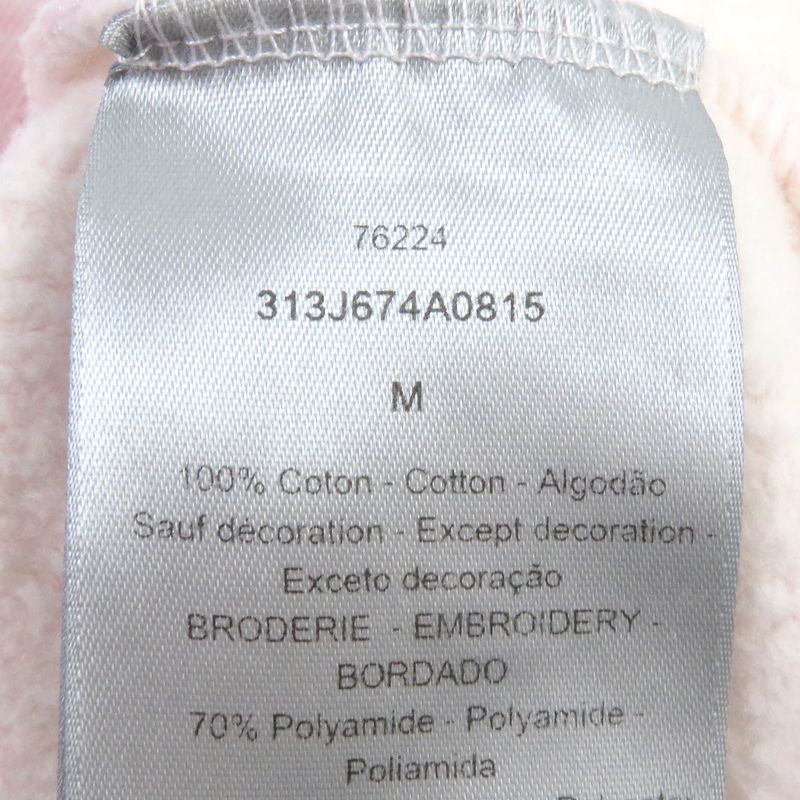 76224
313J674A0815
M
100% Coton - Cotton - Algodão
Sauf décoration - Except decoration -
Exceto decoração
BRODERIE - EMBROIDERY -
BORDADO
70% Polyamide - Polyamide -
Poliamida